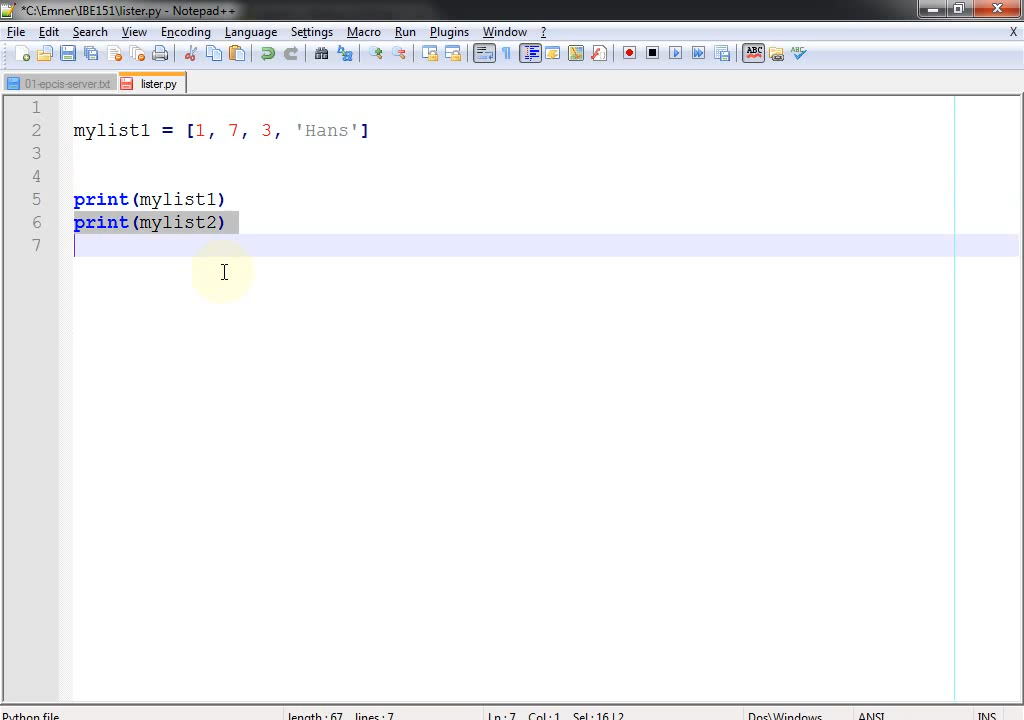 *C:\Emner\IBE151\lister.py - Notepad++
File Edit Search View Encoding Language Settings Macro Run Plugins Window ? X
ABC ABC
01-epcis-server.txt lister.py
1
2 mylist1 = [1, 7, 3, 'Hans']
3
4
5 print(mylist1)
6 print(mylist2)
7
Python file length : 67 lines : 7 Ln : 7 Col : 1 Sel : 16 | 2 Dos\Windows ANSI INS